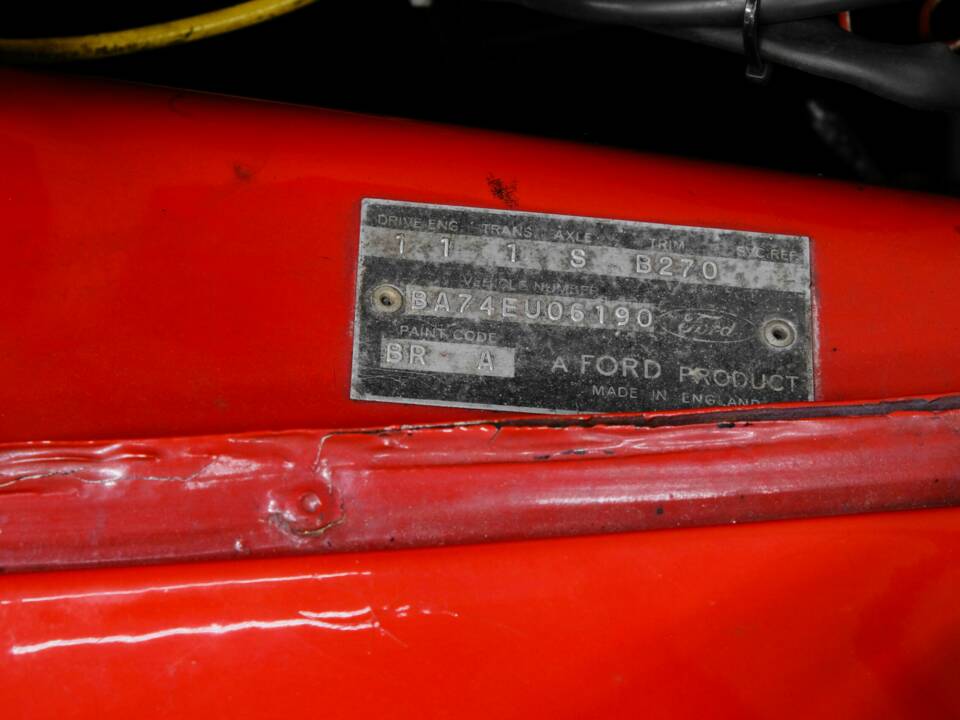 DRIVE ENG. TRANS. AXLE TRIM SVC.REF.
1 1 1 S B270
VEHICLE NUMBER
BA74EU06190 Ford
PAINT CODE
BR A
A FORD PRODUCT
MADE IN ENGLAND